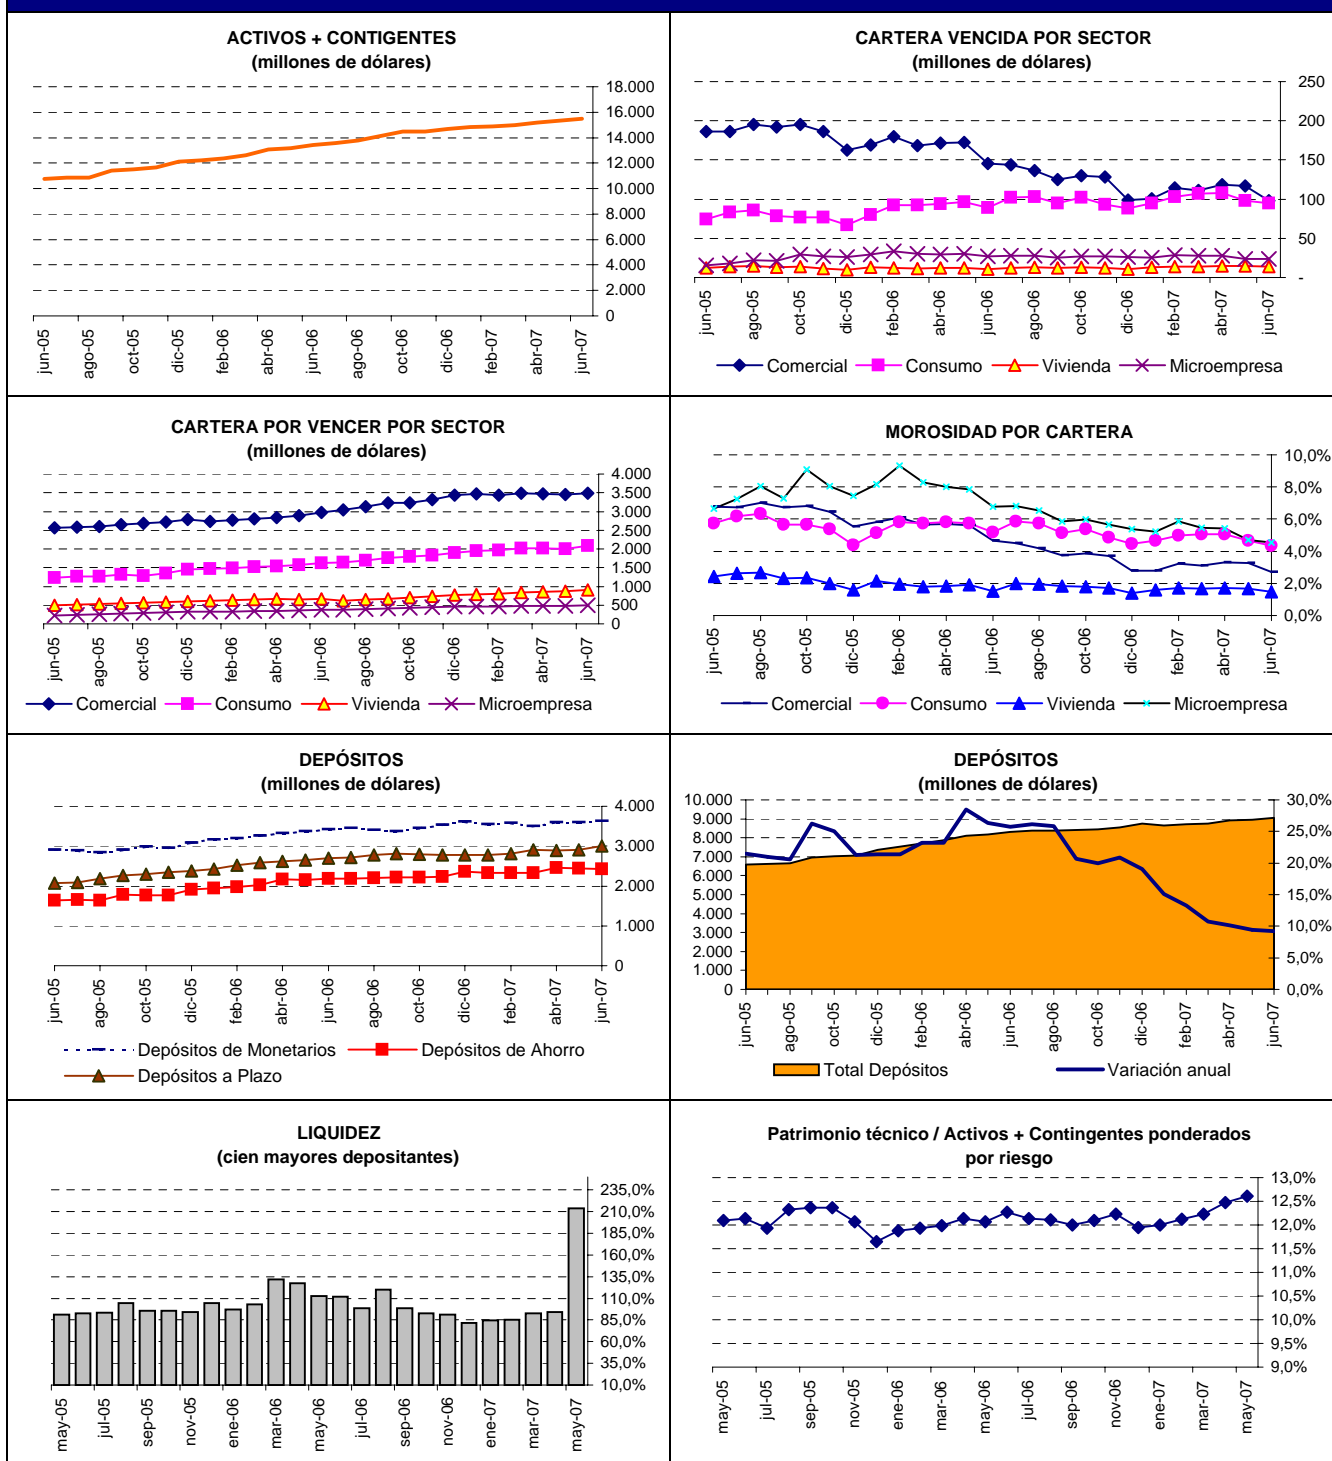 ACTIVOS + CONTIGENTES
(millones de dólares)
18.000
16.000
14.000
12.000
10.000
8.000
6.000
4.000
2.000
0
jun-05 ago-05 oct-05 dic-05 feb-06 abr-06 jun-06 ago-06 oct-06 dic-06 feb-07 abr-07 jun-07
CARTERA VENCIDA POR SECTOR
(millones de dólares)
250
200
150
100
50
-
jun-05 ago-05 oct-05 dic-05 feb-06 abr-06 jun-06 ago-06 oct-06 dic-06 feb-07 abr-07 jun-07
Comercial Consumo Vivienda Microempresa
CARTERA POR VENCER POR SECTOR
(millones de dólares)
4.000
3.500
3.000
2.500
2.000
1.500
1.000
500
0
jun-05 ago-05 oct-05 dic-05 feb-06 abr-06 jun-06 ago-06 oct-06 dic-06 feb-07 abr-07 jun-07
Comercial Consumo Vivienda Microempresa
MOROSIDAD POR CARTERA
10,0%
8,0%
6,0%
4,0%
2,0%
0,0%
jun-05 ago-05 oct-05 dic-05 feb-06 abr-06 jun-06 ago-06 oct-06 dic-06 feb-07 abr-07 jun-07
Comercial Consumo Vivienda Microempresa
DEPÓSITOS
(millones de dólares)
4.000
3.000
2.000
1.000
0
jun-05 ago-05 oct-05 dic-05 feb-06 abr-06 jun-06 ago-06 oct-06 dic-06 feb-07 abr-07 jun-07
Depósitos de Monetarios Depósitos de Ahorro
Depósitos a Plazo
DEPÓSITOS
(millones de dólares)
10.000
9.000
8.000
7.000
6.000
5.000
4.000
3.000
2.000
1.000
0
30,0%
25,0%
20,0%
15,0%
10,0%
5,0%
0,0%
jun-05 ago-05 oct-05 dic-05 feb-06 abr-06 jun-06 ago-06 oct-06 dic-06 feb-07 abr-07 jun-07
Total Depósitos Variación anual
LIQUIDEZ
(cien mayores depositantes)
235,0%
210,0%
185,0%
160,0%
135,0%
110,0%
85,0%
60,0%
35,0%
10,0%
may-05 jul-05 sep-05 nov-05 ene-06 mar-06 may-06 jul-06 sep-06 nov-06 ene-07 mar-07 may-07
Patrimonio técnico / Activos + Contingentes ponderados
por riesgo
13,0%
12,5%
12,0%
11,5%
11,0%
10,5%
10,0%
9,5%
9,0%
may-05 jul-05 sep-05 nov-05 ene-06 mar-06 may-06 jul-06 sep-06 nov-06 ene-07 mar-07 may-07